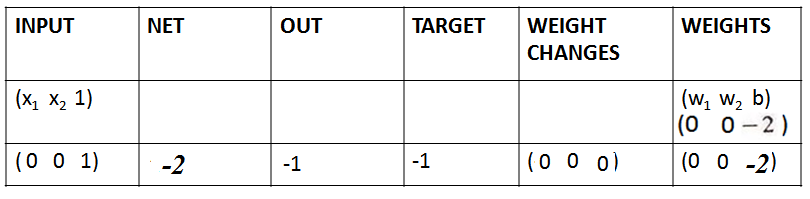 INPUT NET OUT TARGET WEIGHT CHANGES WEIGHTS
(x₁ x₂ 1) (w₁ w₂ b)
(0 0 −2)
(0 0 1) -2 -1 -1 (0 0 0) (0 0 -2)